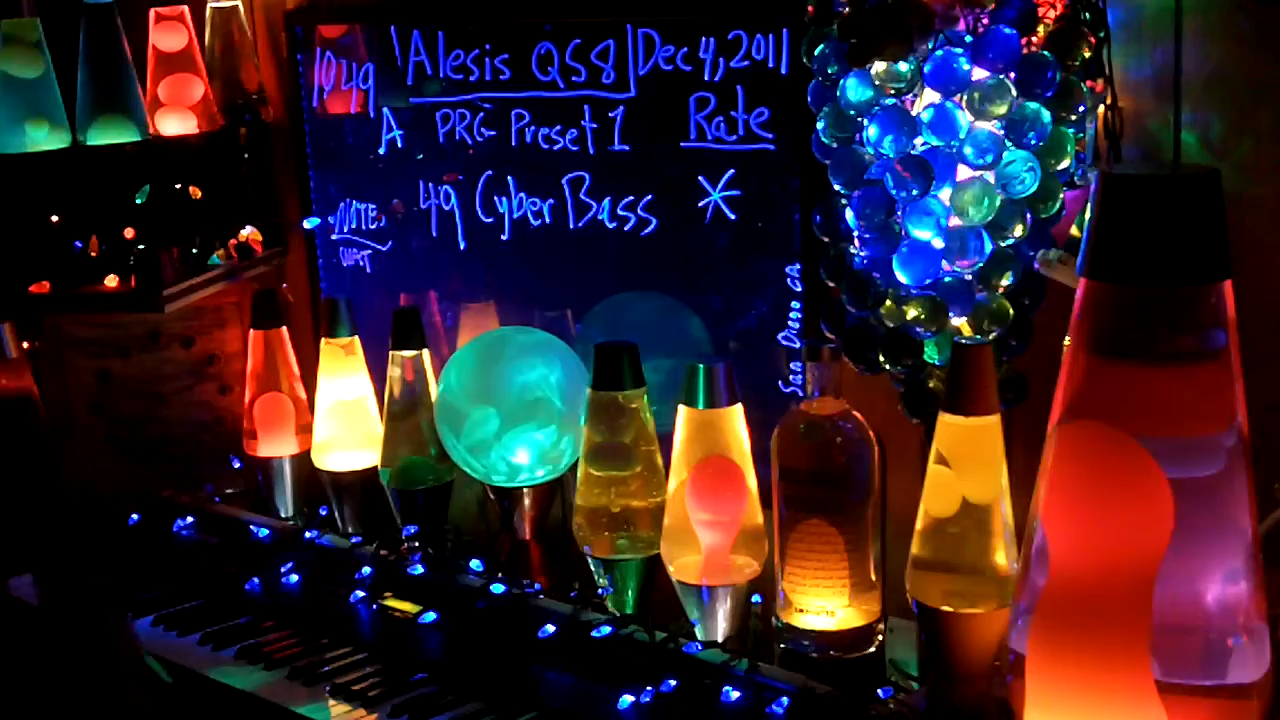 1049 Alesis QS8 Dec 4, 2011
A PRG Preset 1 Rate
49 Cyber Bass *
NOTE
San Diego CA